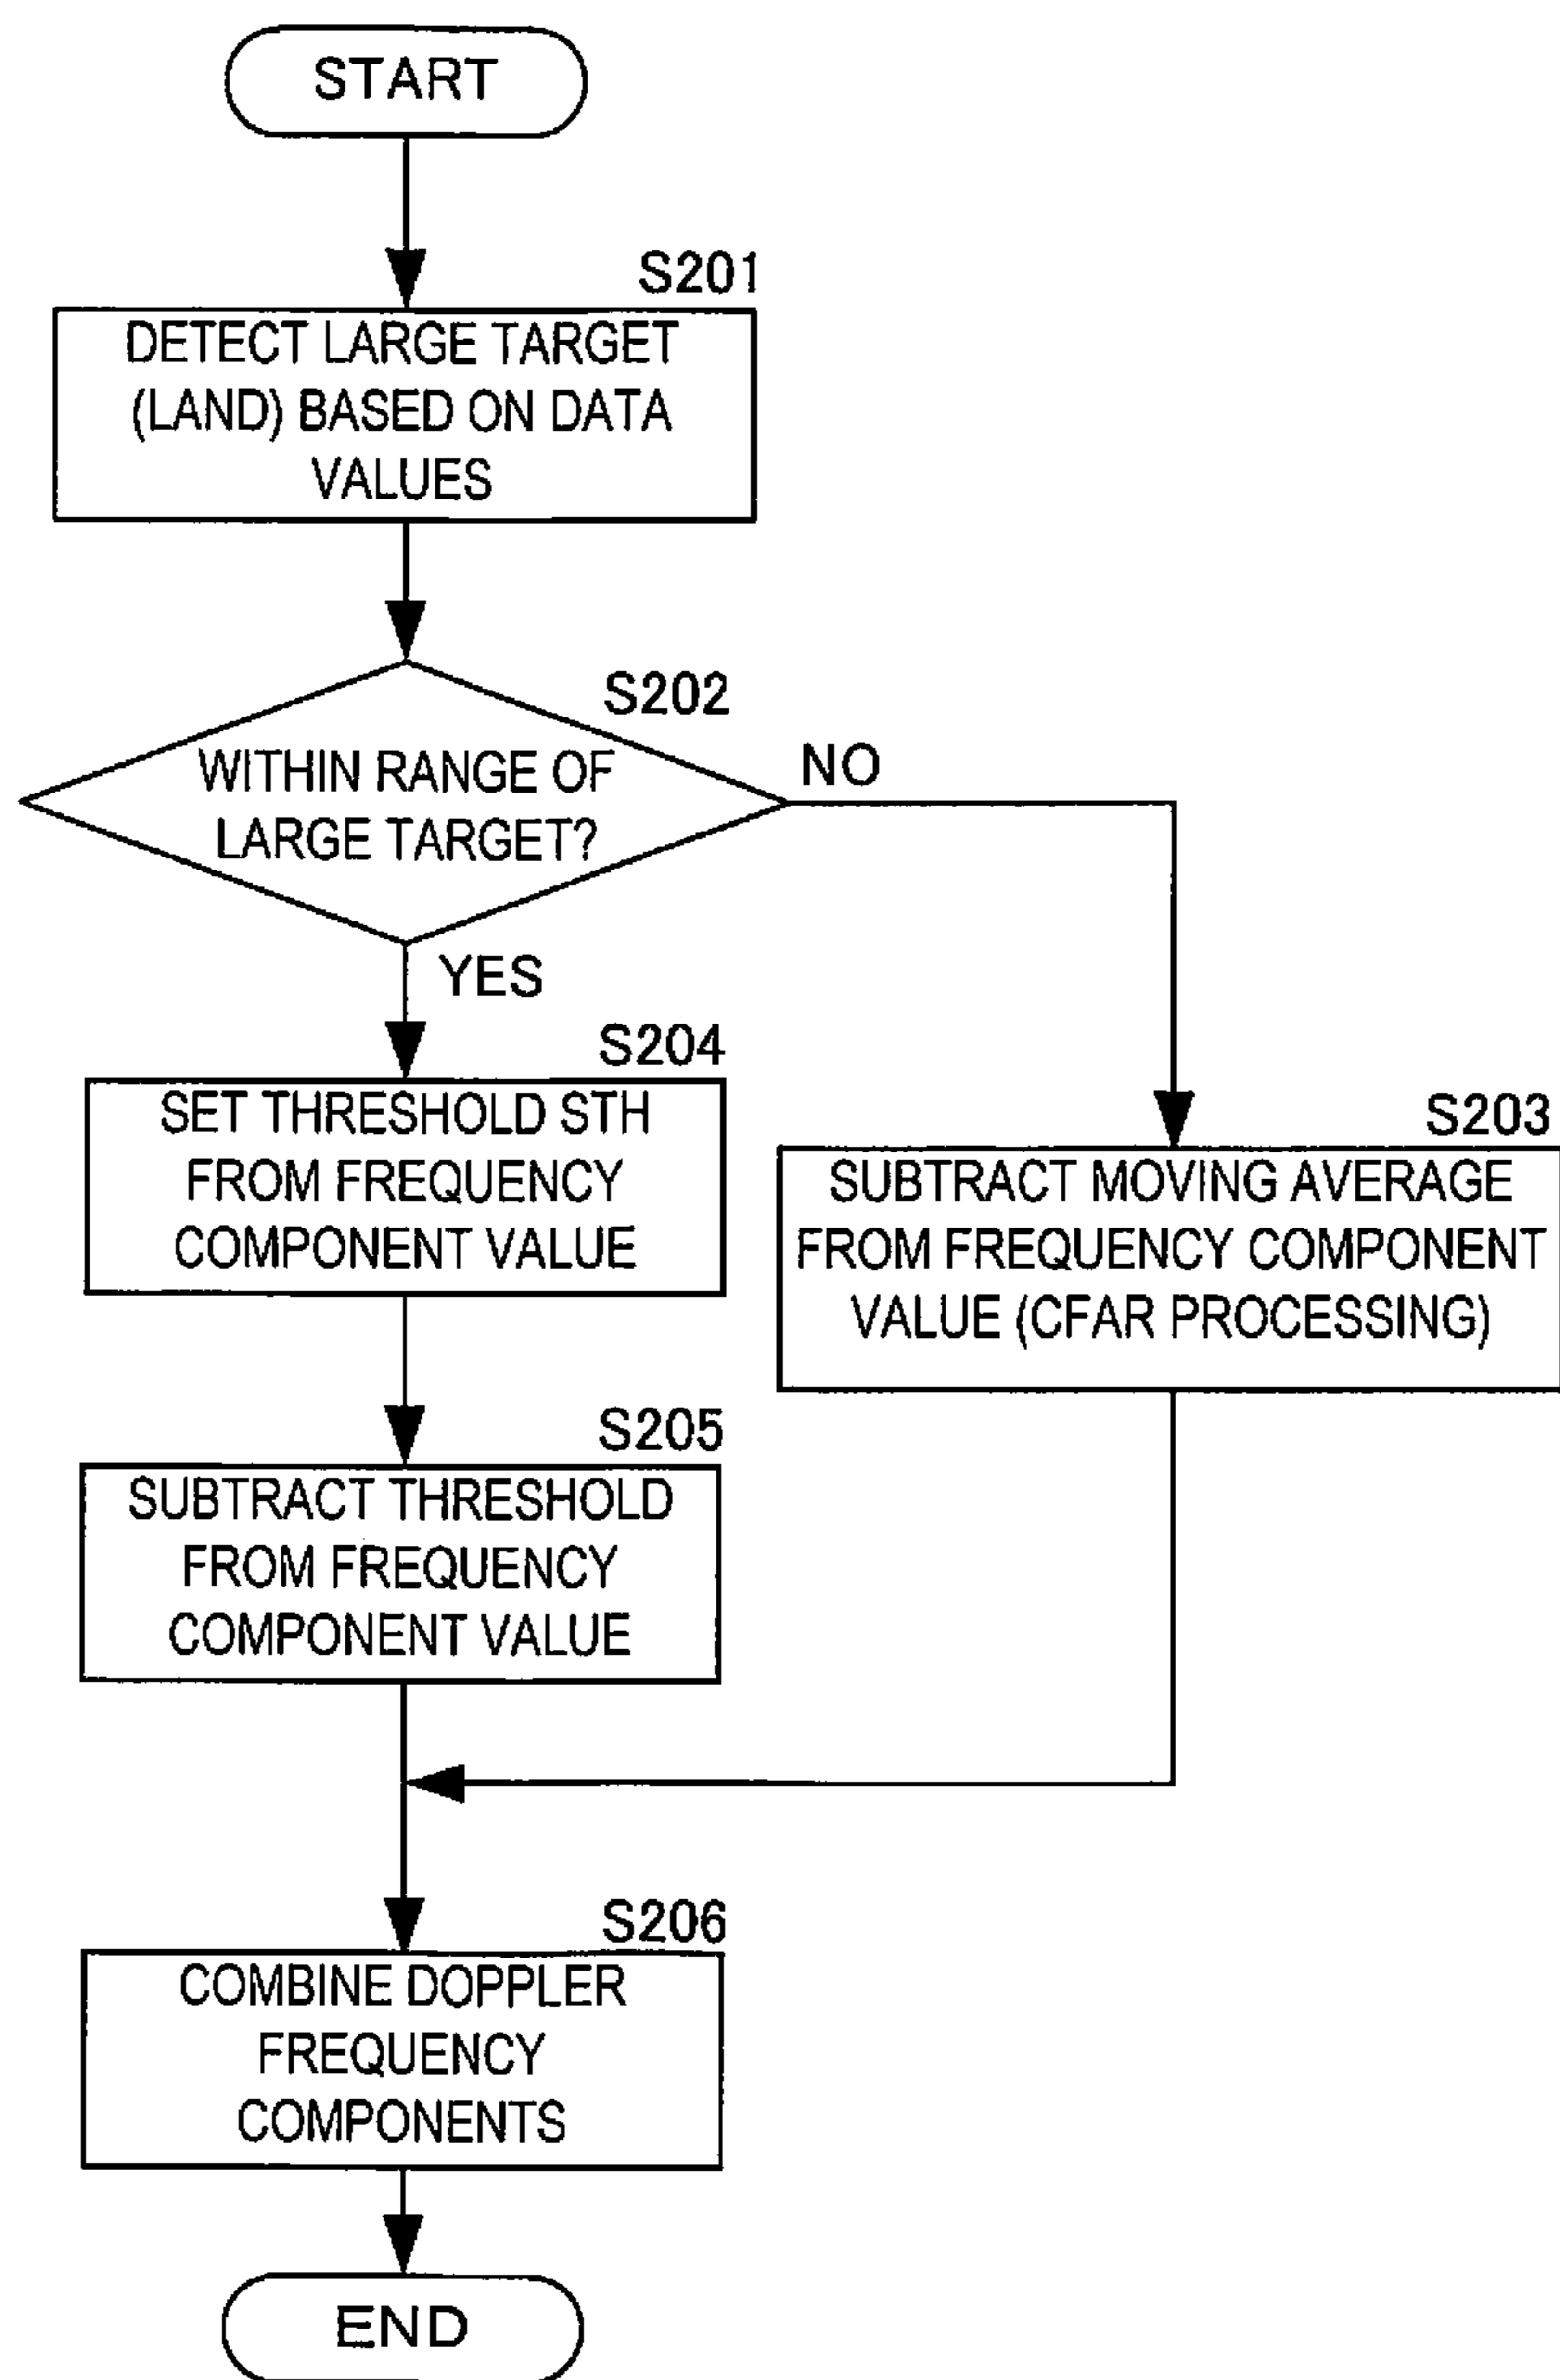 START
S201
DETECT LARGE TARGET
(LAND) BASED ON DATA
VALUES
S202
WITHIN RANGE OF
LARGE TARGET?
NO
YES
S204
SET THRESHOLD STH
FROM FREQUENCY
COMPONENT VALUE
S203
SUBTRACT MOVING AVERAGE
FROM FREQUENCY COMPONENT
VALUE (CFAR PROCESSING)
S205
SUBTRACT THRESHOLD
FROM FREQUENCY
COMPONENT VALUE
S206
COMBINE DOPPLER
FREQUENCY
COMPONENTS
END